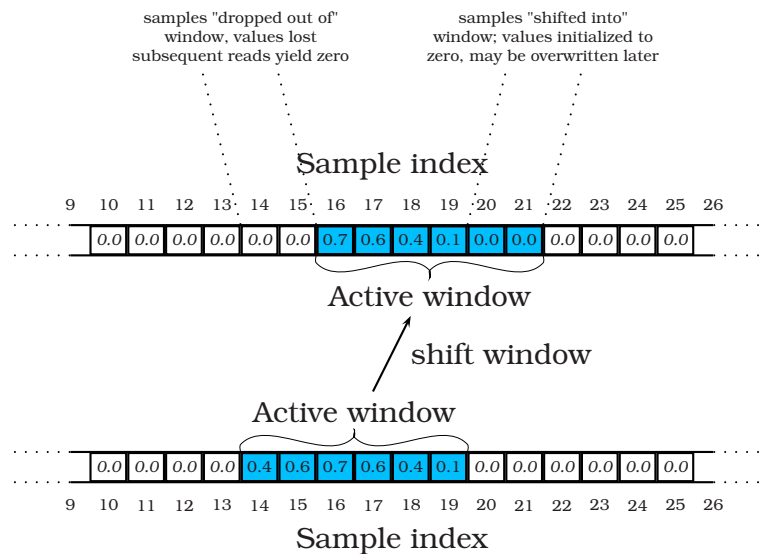 samples "dropped out of"
window, values lost
subsequent reads yield zero
samples "shifted into"
window; values initialized to
zero, may be overwritten later
Sample index
9 10 11 12 13 14 15 16 17 18 19 20 21 22 23 24 25 26
0.0 0.0 0.0 0.0 0.0 0.0 0.7 0.6 0.4 0.1 0.0 0.0 0.0 0.0 0.0 0.0
Active window
shift window
Active window
0.0 0.0 0.0 0.0 0.4 0.6 0.7 0.6 0.4 0.1 0.0 0.0 0.0 0.0 0.0 0.0
9 10 11 12 13 14 15 16 17 18 19 20 21 22 23 24 25 26
Sample index